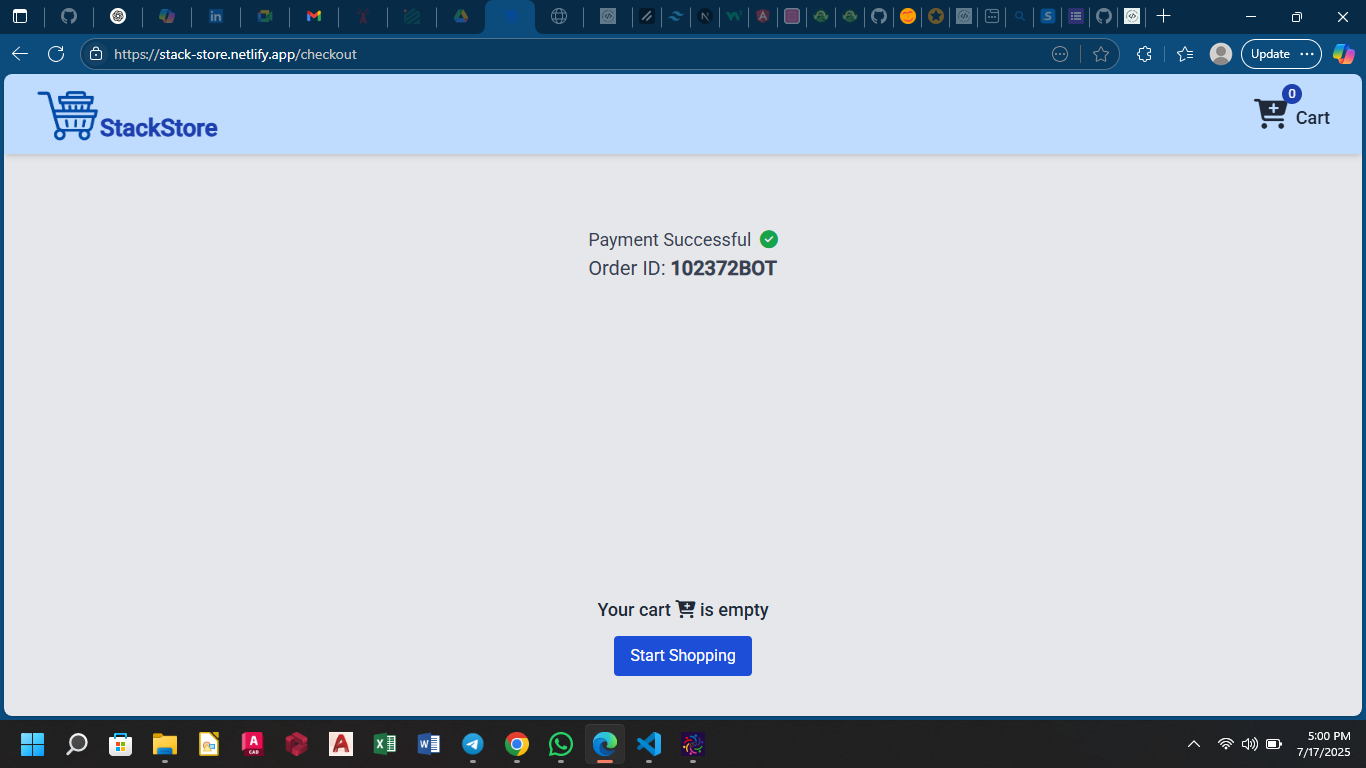 https://stack-store.netlify.app/checkout
Update
StackStore
0
Cart
Payment Successful
Order ID: 102372BOT
Your cart is empty
Start Shopping
5:00 PM
7/17/2025